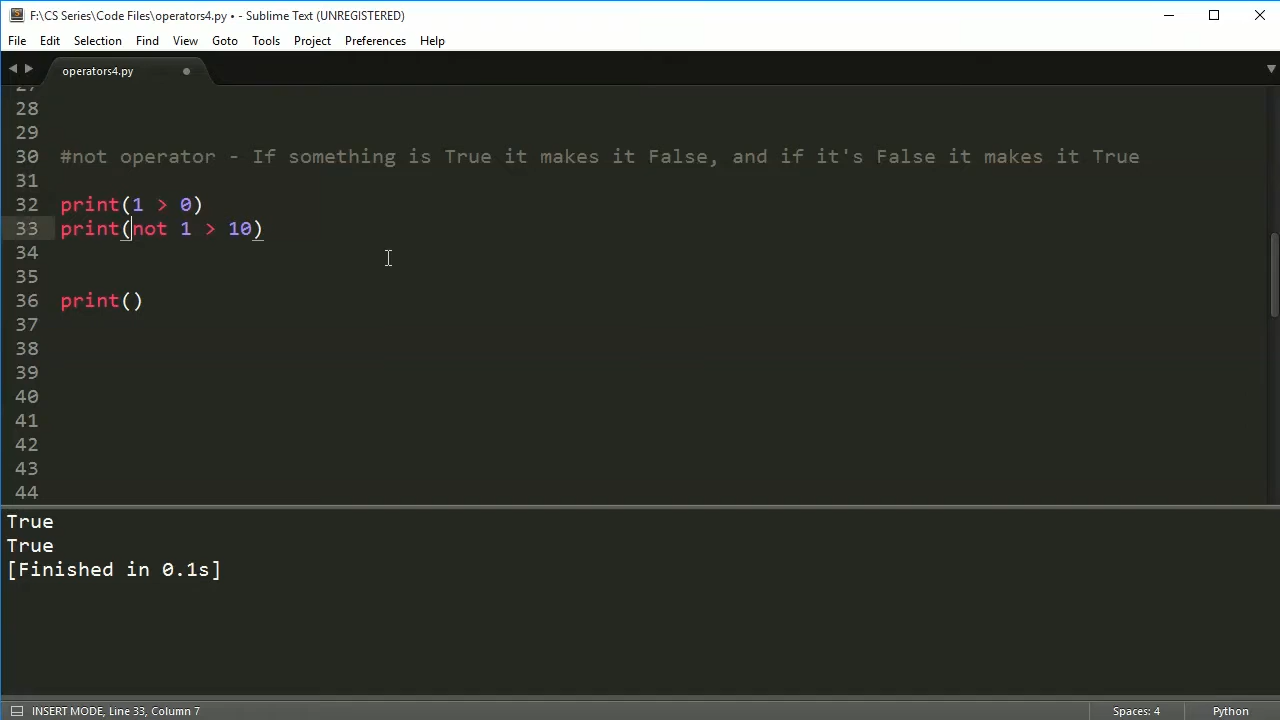 F:\CS Series\Code Files\operators4.py • - Sublime Text (UNREGISTERED)
File Edit Selection Find View Goto Tools Project Preferences Help
operators4.py
27
28
29
30 #not operator - If something is True it makes it False, and if it's False it makes it True
31
32 print(1 > 0)
33 print(not 1 > 10)
34
35
36 print()
37
38
39
40
41
42
43
44
True
True
[Finished in 0.1s]
INSERT MODE, Line 33, Column 7 Spaces: 4 Python